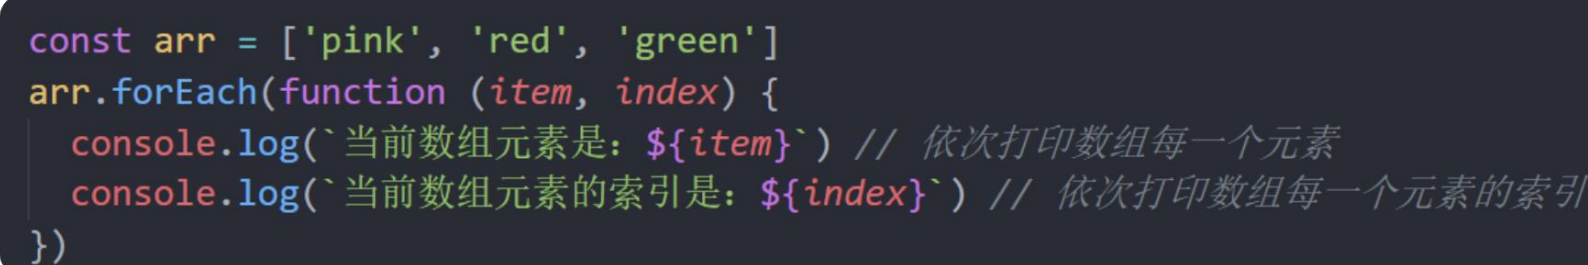 const arr = ['pink', 'red', 'green']
arr.forEach(function (item, index) {
  console.log(`当前数组元素是：${item}`) // 依次打印数组每一个元素
  console.log(`当前数组元素的索引是：${index}`) // 依次打印数组每一个元素的索引
})